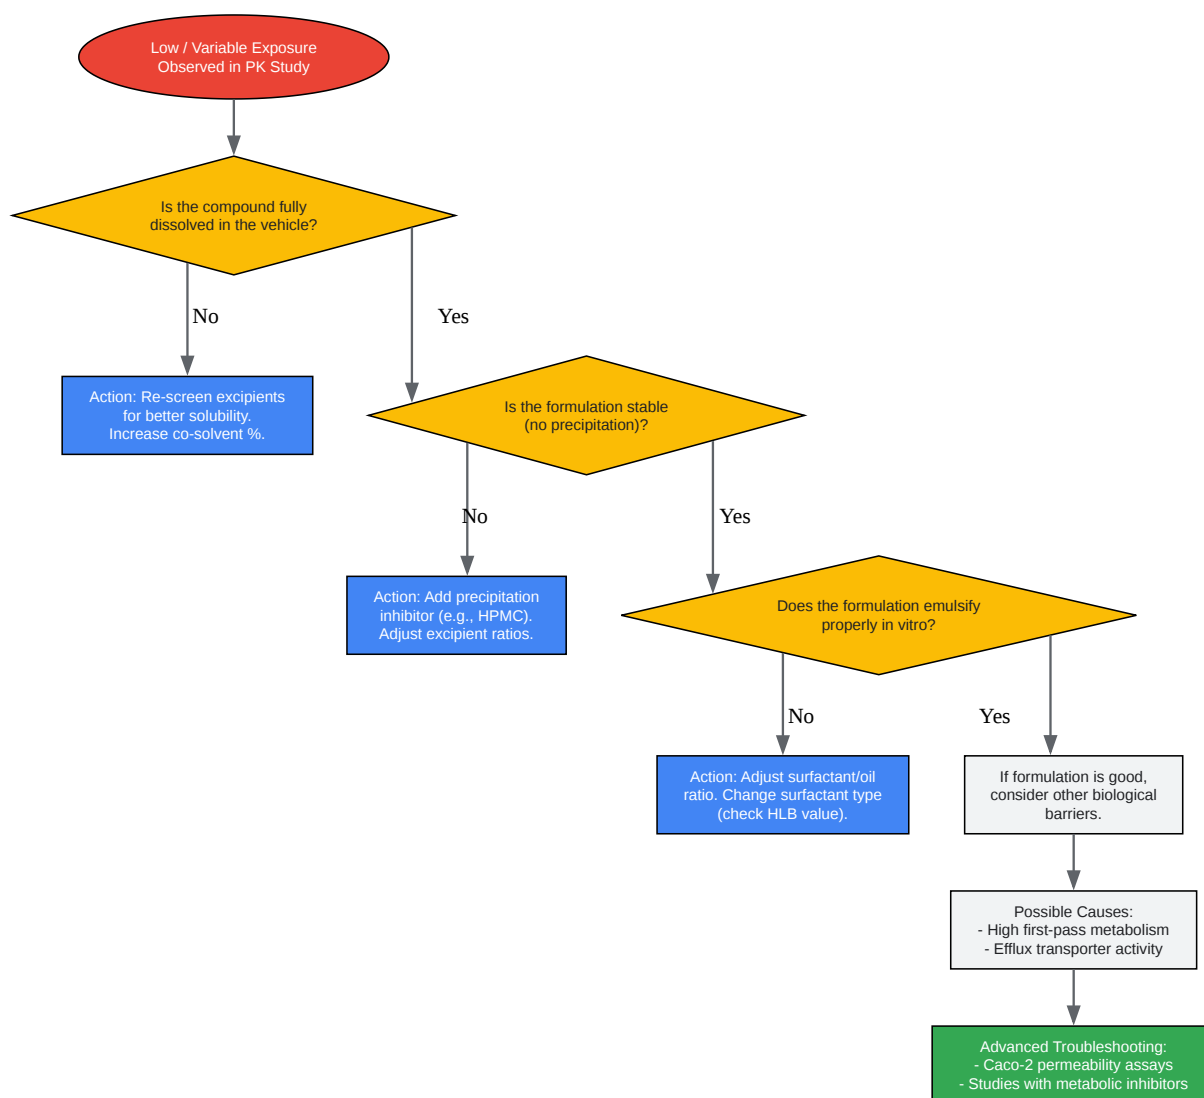 Low / Variable Exposure
Observed in PK Study
Is the compound fully
dissolved in the vehicle?
No
Yes
Action: Re-screen excipients
for better solubility.
Increase co-solvent %.
Is the formulation stable
(no precipitation)?
No
Yes
Action: Add precipitation
inhibitor (e.g., HPMC).
Adjust excipient ratios.
Does the formulation emulsify
properly in vitro?
No
Yes
Action: Adjust surfactant/oil
ratio. Change surfactant type
(check HLB value).
If formulation is good,
consider other biological
barriers.
Possible Causes:
- High first-pass metabolism
- Efflux transporter activity
Advanced Troubleshooting:
- Caco-2 permeability assays
- Studies with metabolic inhibitors